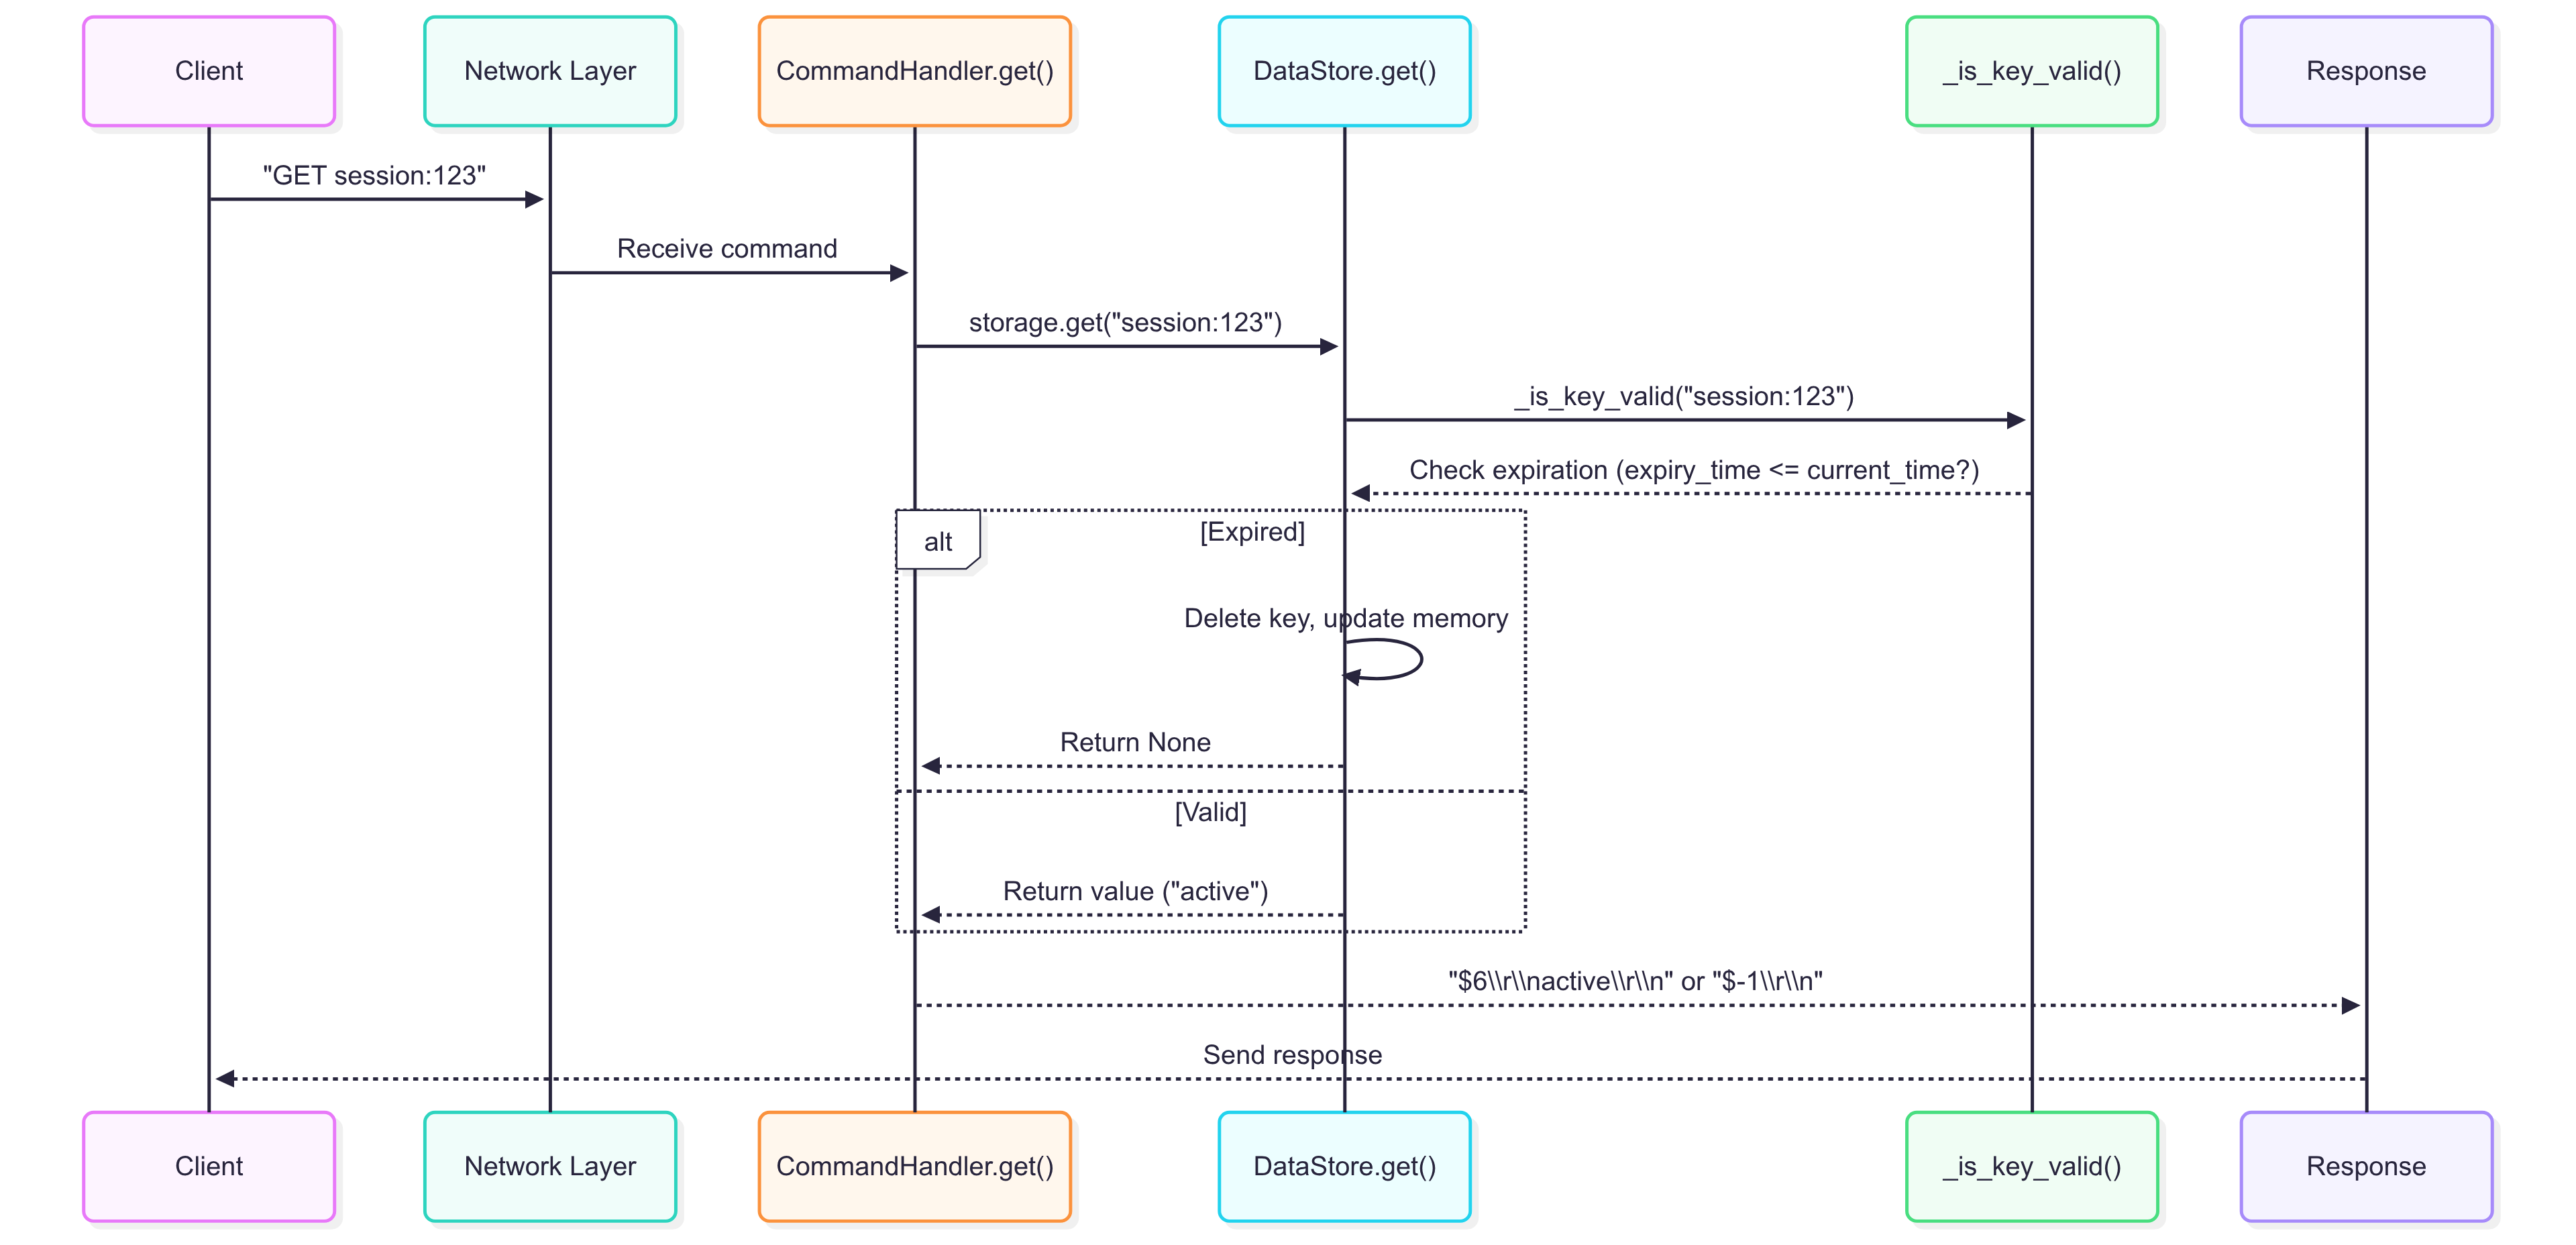 Client
Network Layer
CommandHandler.get()
DataStore.get()
_is_key_valid()
Response
"GET session:123"
Receive command
storage.get("session:123")
_is_key_valid("session:123")
Check expiration (expiry_time <= current_time?)
alt
[Expired]
Delete key, update memory
Return None
[Valid]
Return value ("active")
"$6\\r\\nactive\\r\\n" or "$-1\\r\\n"
Send response
Client
Network Layer
CommandHandler.get()
DataStore.get()
_is_key_valid()
Response